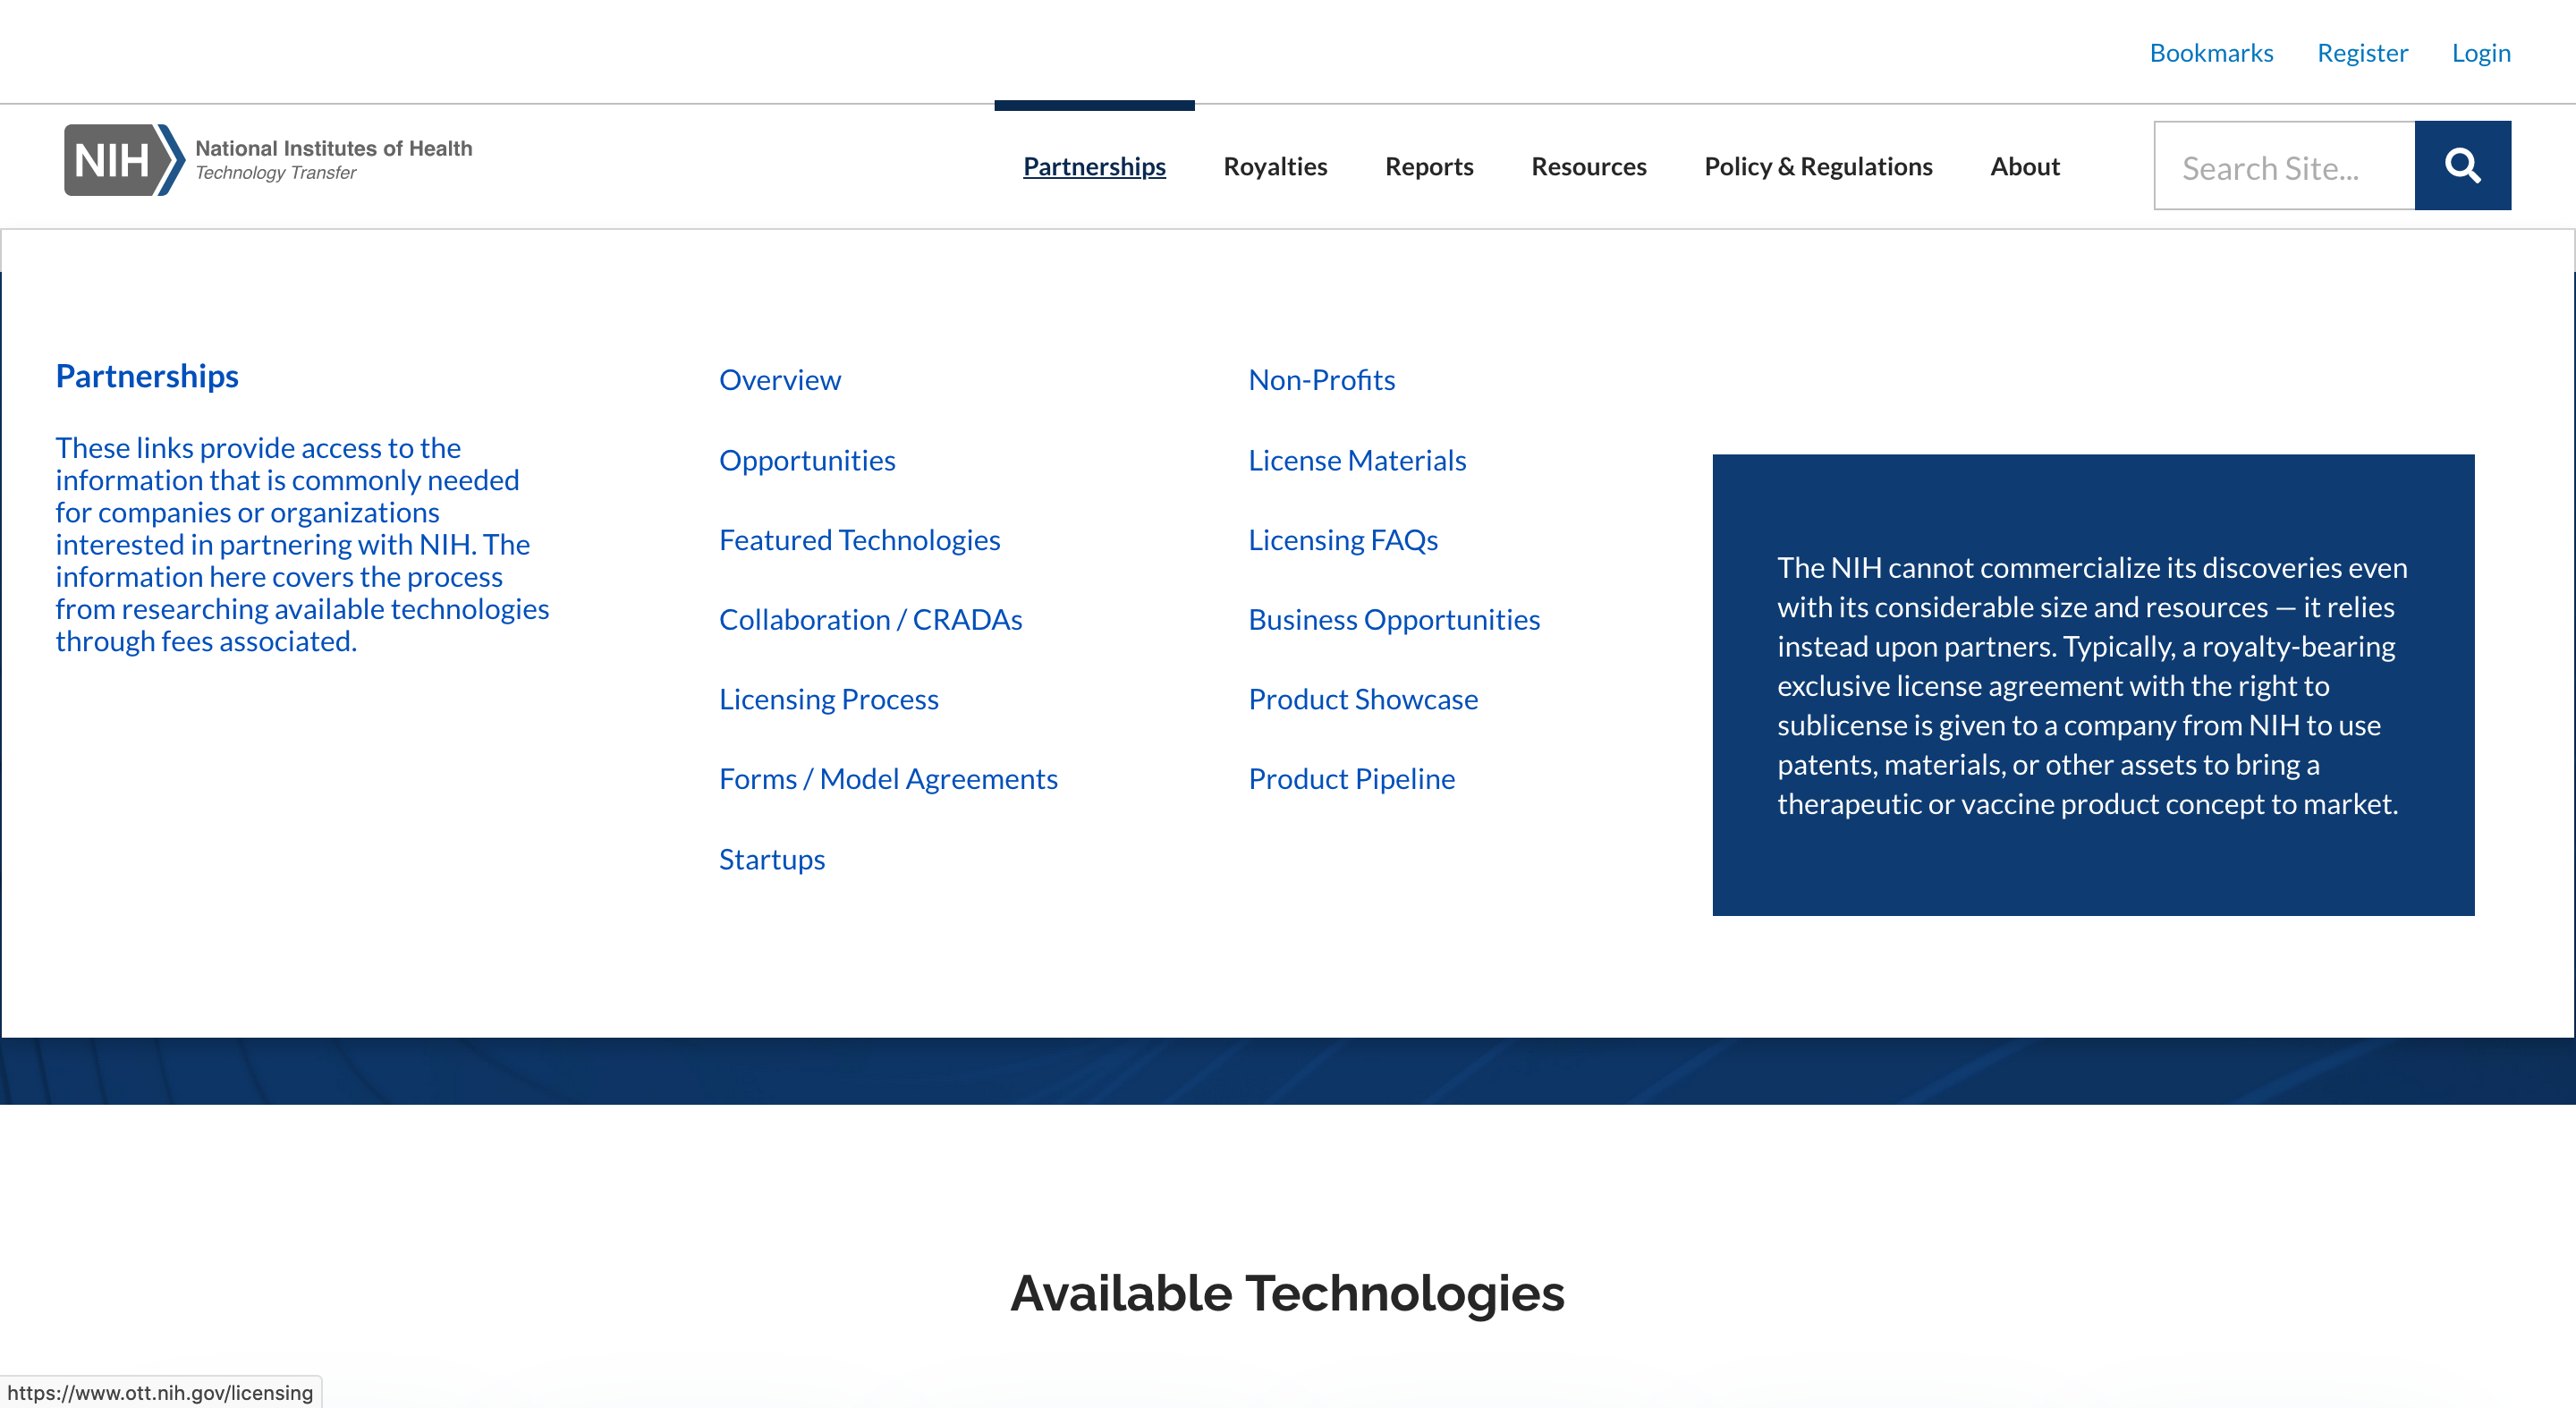 Bookmarks Register Login
NIH National Institutes of Health
Technology Transfer
Partnerships Royalties Reports Resources Policy & Regulations About
Search Site...
Partnerships
These links provide access to the
information that is commonly needed
for companies or organizations
interested in partnering with NIH. The
information here covers the process
from researching available technologies
through fees associated.
Overview
Opportunities
Featured Technologies
Collaboration / CRADAs
Licensing Process
Forms / Model Agreements
Startups
Non-Profits
License Materials
Licensing FAQs
Business Opportunities
Product Showcase
Product Pipeline
The NIH cannot commercialize its discoveries even
with its considerable size and resources — it relies
instead upon partners. Typically, a royalty-bearing
exclusive license agreement with the right to
sublicense is given to a company from NIH to use
patents, materials, or other assets to bring a
therapeutic or vaccine product concept to market.
Available Technologies
https://www.ott.nih.gov/licensing